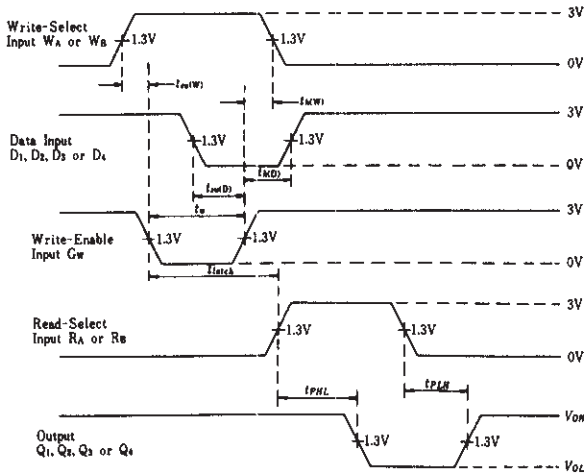 Write-Select
Input WA or WB
1.3V
1.3V
3V
0V
tsu(W)
th(W)
Data Input
D1, D2, D3 or D4
1.3V
1.3V
3V
0V
tsu(D)
th(D)
tw
Write-Enable
Input GW
1.3V
1.3V
3V
0V
tlatch
Read-Select
Input RA or RB
1.3V
1.3V
3V
0V
tPHL
tPLH
Output
Q1, Q2, Q3 or Q4
1.3V
1.3V
VOH
VOL